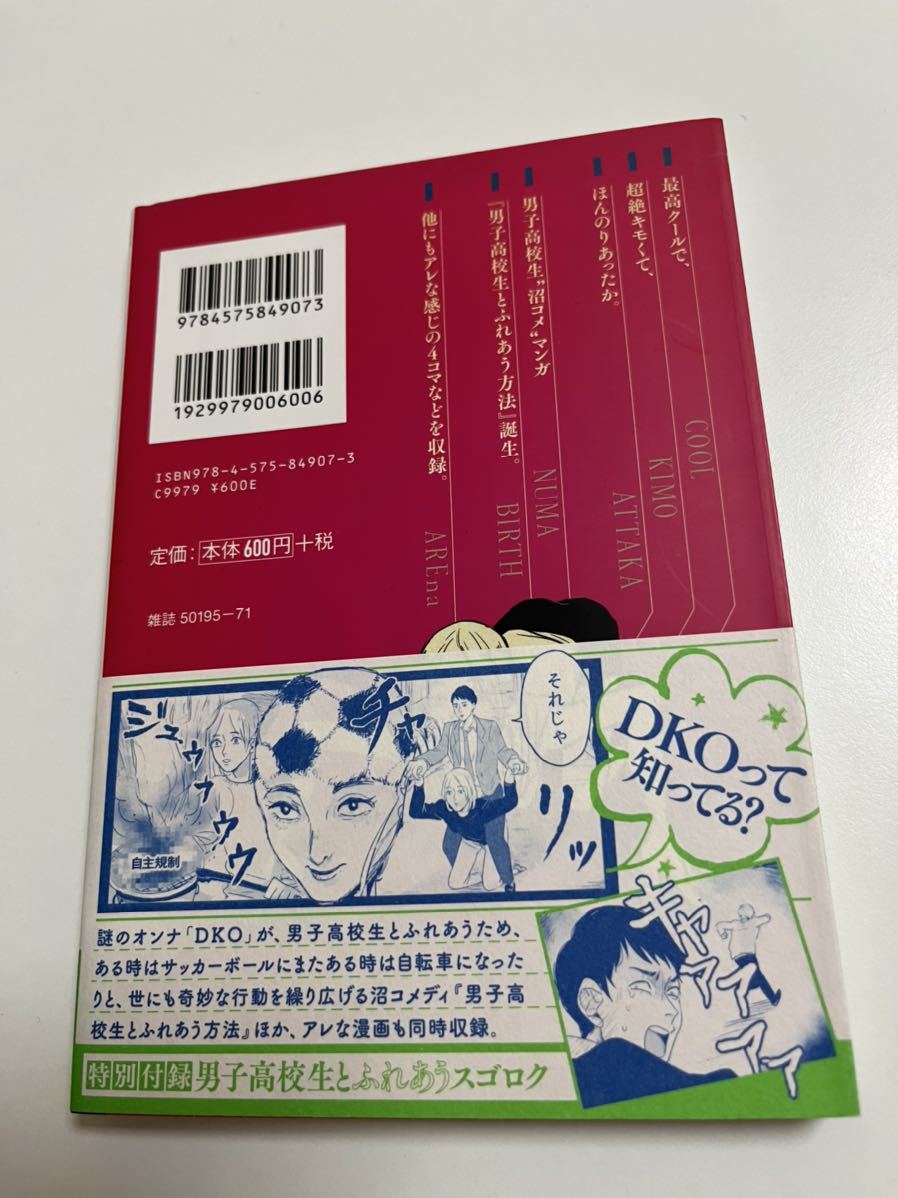 最高クールで、
COOL
超絶キモくて、
KIMO
ほんのりあったか。
ATTAKA
男子高校生"沼コメ"マンガ
NUMA
『男子高校生とふれあう方法』誕生。
BIRTH
他にもアレな感じの4コマなどを収録。
AREna
9784575849073
1929979006006
ISBN978-4-575-84907-3
C9979 ¥600E
定価:本体600円+税
雑誌 50195-71
DKOって
知ってる?
それじゃ
チャ
リッ
ジュウゥゥウウ
自主規制
キャアアアァァ
謎のオンナ「DKO」が、男子高校生とふれあうため、
ある時はサッカーボールにまたある時は自転車になった
りと、世にも奇妙な行動を繰り広げる沼コメディ『男子高
校生とふれあう方法』ほか、アレな漫画も同時収録。
特別付録 男子高校生とふれあうスゴロク